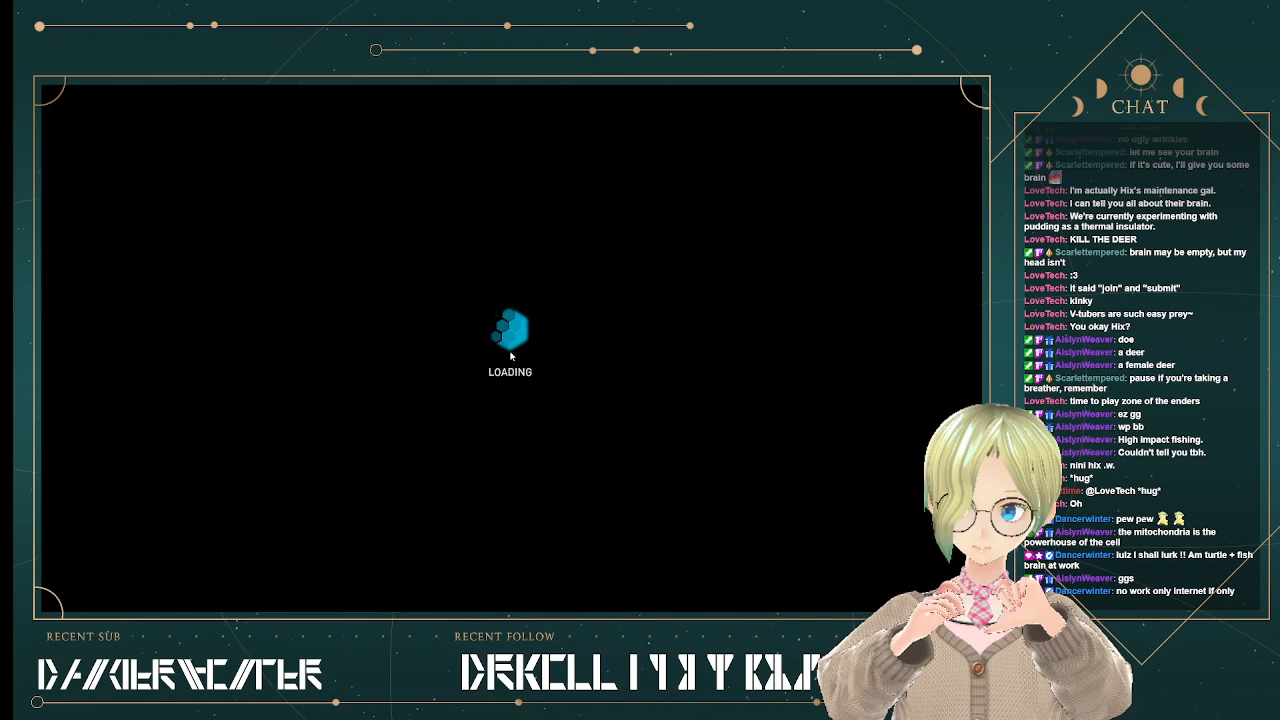 CHAT
AislynWeaver: no ugly wrinkles
Scarlettempered: let me see your brain
Scarlettempered: if it's cute, I'll give you some
brain
LoveTech: I'm actually Hix's maintenance gal.
LoveTech: I can tell you all about their brain.
LoveTech: We're currently experimenting with
pudding as a thermal insulator.
LoveTech: KILL THE DEER
Scarlettempered: brain may be empty, but my
head isn't
LoveTech: :3
LoveTech: it said "join" and "submit"
LoveTech: kinky
LoveTech: V-tubers are such easy prey~
LoveTech: You okay Hix?
AislynWeaver: doe
AislynWeaver: a deer
AislynWeaver: a female deer
Scarlettempered: pause if you're taking a
breather, remember
LoveTech: time to play zone of the enders
AislynWeaver: ez gg
AislynWeaver: wp bb
AislynWeaver: High impact fishing.
AislynWeaver: Couldn't tell you tbh.
: nini hix .w.
: *hug*
time: @LoveTech *hug*
: Oh
Dancerwinter: pew pew
AislynWeaver: the mitochondria is the
powerhouse of the cell
Dancerwinter: lulz I shall lurk !! Am turtle + fish
brain at work
AislynWeaver: ggs
Dancerwinter: no work only internet if only
LOADING
RECENT SUB
RECENT FOLLOW